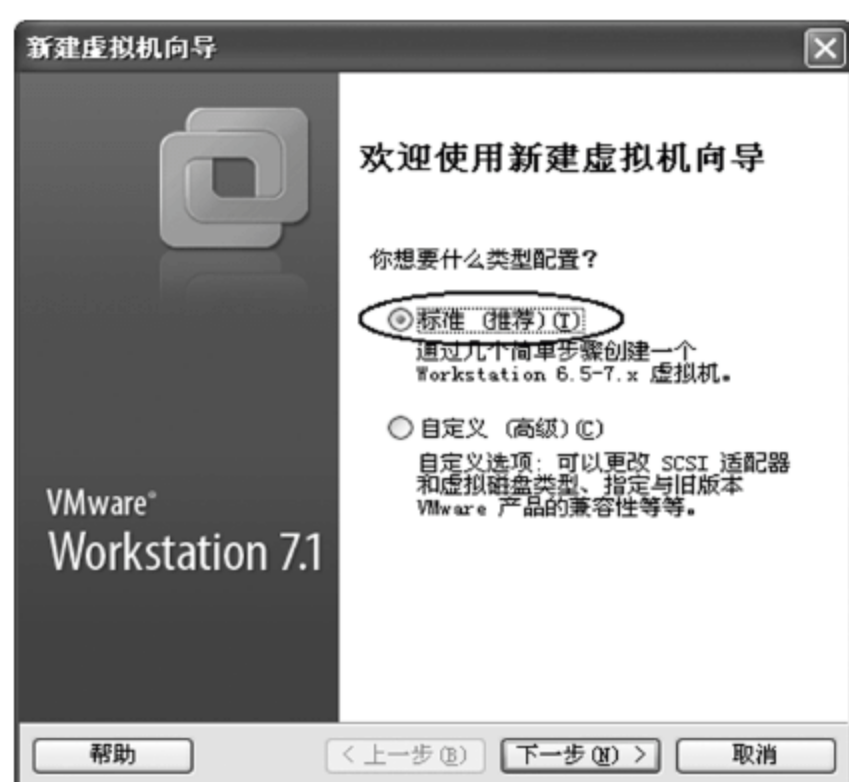 新建虚拟机向导
欢迎使用新建虚拟机向导
你想要什么类型配置？
标准 (推荐)(T)
通过几个简单步骤创建一个
Workstation 6.5-7.x 虚拟机。
自定义 (高级)(C)
自定义选项: 可以更改 SCSI 适配器
和虚拟磁盘类型、指定与旧版本
VMware 产品的兼容性等等。
VMware®
Workstation 7.1
帮助
< 上一步(B)
下一步(N) >
取消